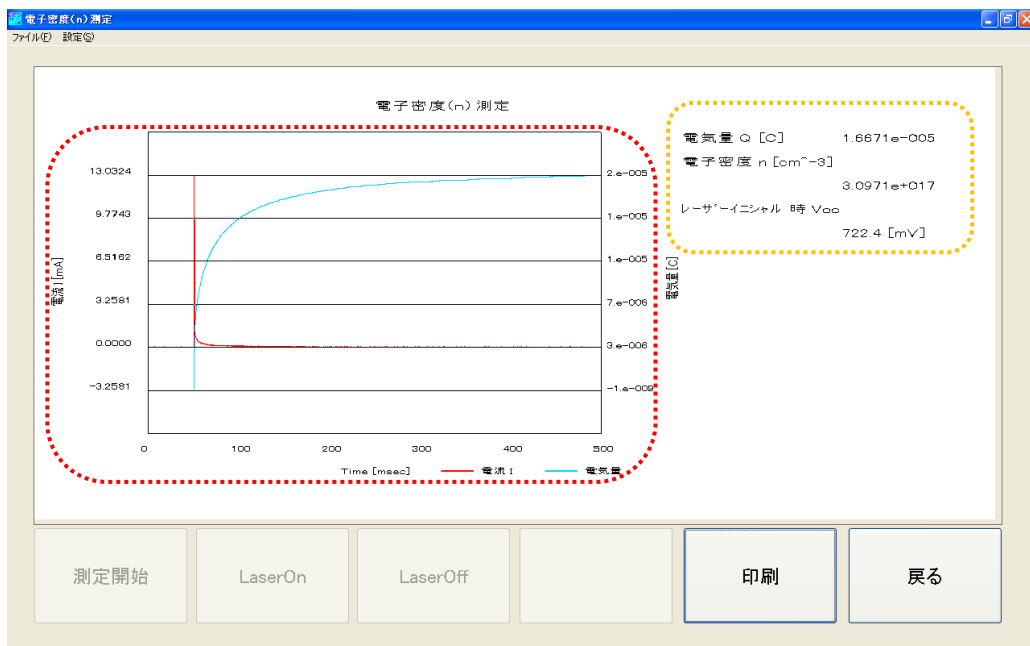 電子密度(n)測定
ファイル(F) 設定(S)
電子密度(n)測定
電気量 Q [C] 1.6671e-005
電子密度 n [cm^-3]
3.0971e+017
レーザーイニシャル 時 Voc
722.4 [mV]
13.0324
9.7743
6.5162
3.2581
0.0000
-3.2581
電流 I [mA]
2.e-005
1.e-005
1.e-005
7.e-006
3.e-006
-1.e-009
電気量 [C]
0 100 200 300 400 500
Time [msec] 電流 I 電気量
測定開始 LaserOn LaserOff 印刷 戻る